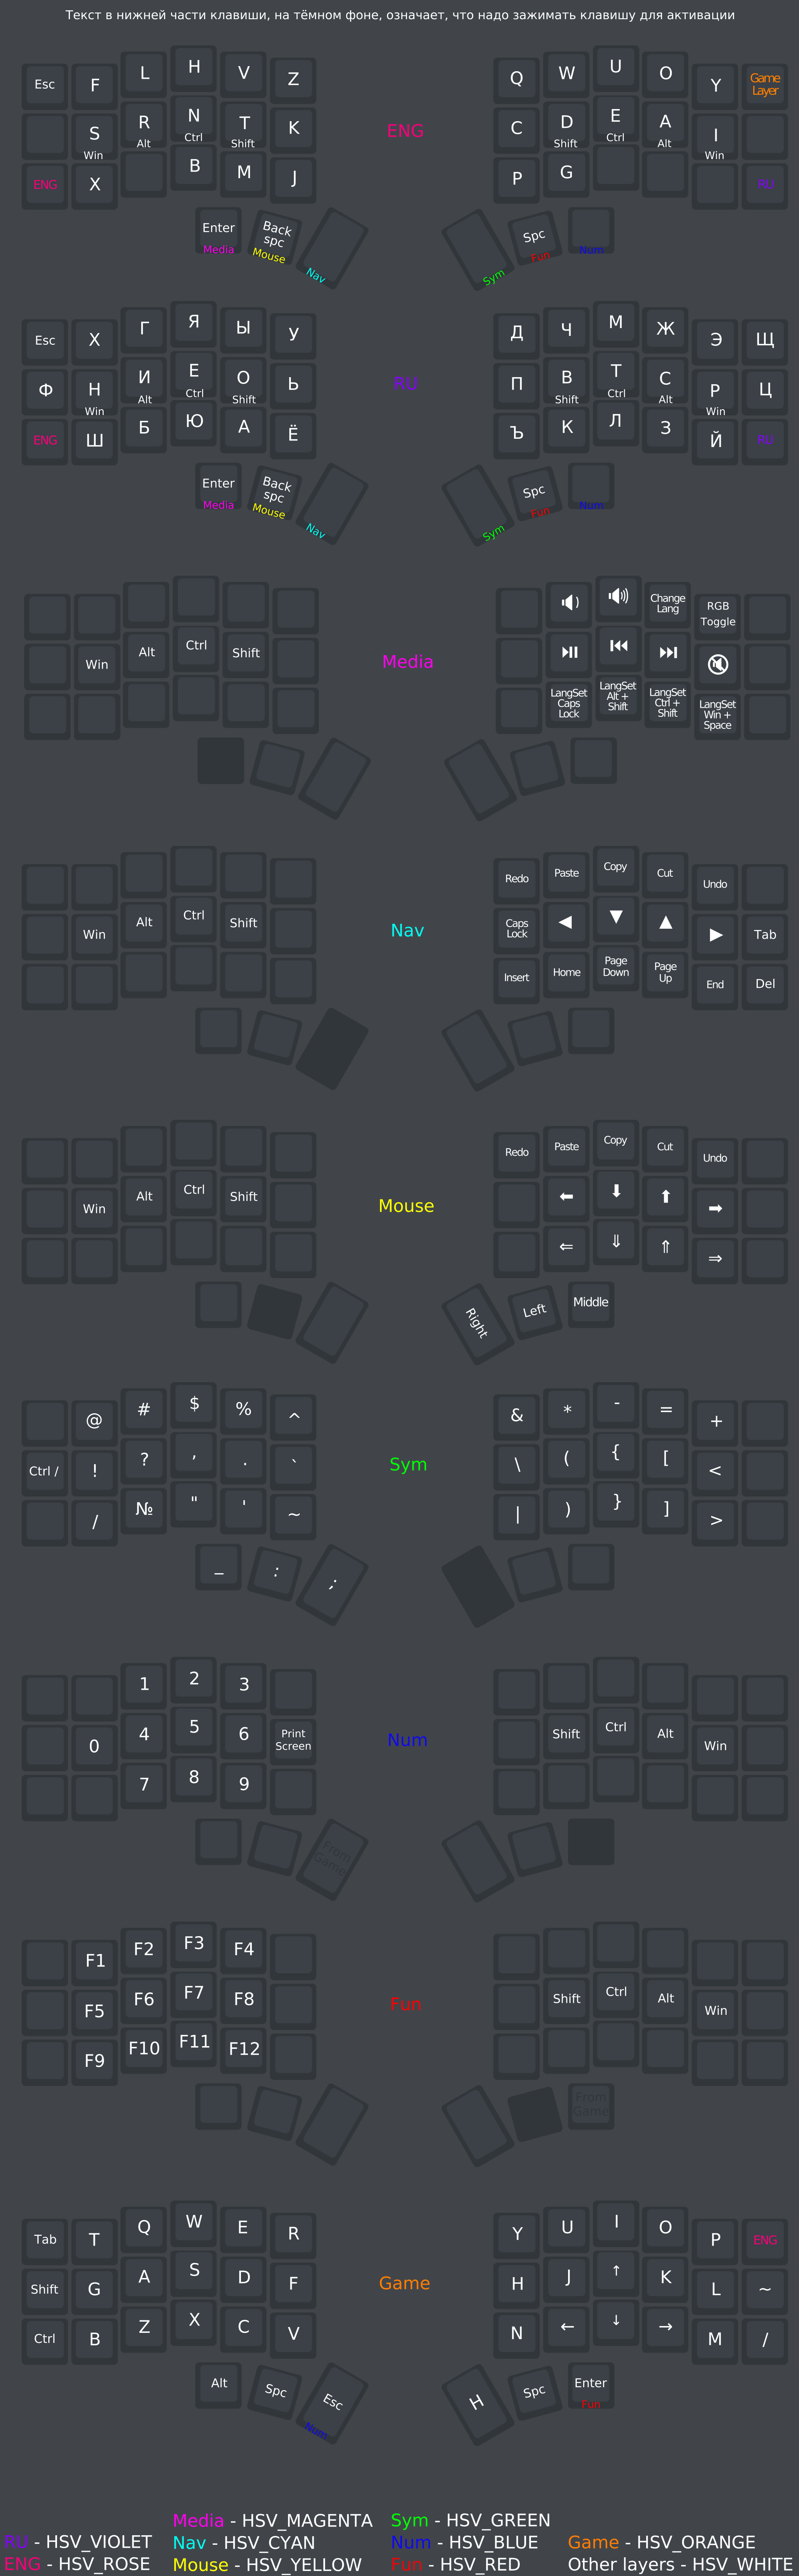 Текст в нижней части клавиши, на тёмном фоне, означает, что надо зажимать клавишу для активации
Esc F L H V Z Q W U O Y Game Layer
S Win R Alt N Ctrl T Shift K ENG C D Shift E Ctrl A Alt I Win
ENG X B M J P G RU
Enter Media Back spc Mouse Nav Sym Spc Fun Num
Esc Х Г Я Ы У Д Ч М Ж Э Щ
Ф Н Win И Alt Е Ctrl О Shift Ь RU П В Shift Т Ctrl С Alt Р Win Ц
ENG Ш Б Ю А Ё Ъ К Л З Й RU
Enter Media Back spc Mouse Nav Sym Spc Fun Num
Change Lang RGB Toggle
Win Alt Ctrl Shift Media
LangSet Caps Lock LangSet Alt + Shift LangSet Ctrl + Shift LangSet Win + Space
Redo Paste Copy Cut Undo
Win Alt Ctrl Shift Nav Caps Lock ◀ ▼ ▲ ▶ Tab
Insert Home Page Down Page Up End Del
Redo Paste Copy Cut Undo
Win Alt Ctrl Shift Mouse ⬅ ⬇ ⬆ ➡
⇐ ⇓ ⇑ ⇒
Right Left Middle
@ # $ % ^ & * - = +
Ctrl / ! ? , . ` Sym \ ( { [ <
/ № " ' ~ | ) } ] >
_ : ;
1 2 3
0 4 5 6 Print Screen Num Shift Ctrl Alt Win
7 8 9
From Game
F1 F2 F3 F4
F5 F6 F7 F8 Fun Shift Ctrl Alt Win
F9 F10 F11 F12
From Game
Tab T Q W E R Y U I O P ENG
Shift G A S D F Game H J ↑ K L ~
Ctrl B Z X C V N ← ↓ → M /
Alt Spc Esc Num H Spc Enter Fun
Media - HSV_MAGENTA Sym - HSV_GREEN
RU - HSV_VIOLET Nav - HSV_CYAN Num - HSV_BLUE Game - HSV_ORANGE
ENG - HSV_ROSE Mouse - HSV_YELLOW Fun - HSV_RED Other layers - HSV_WHITE